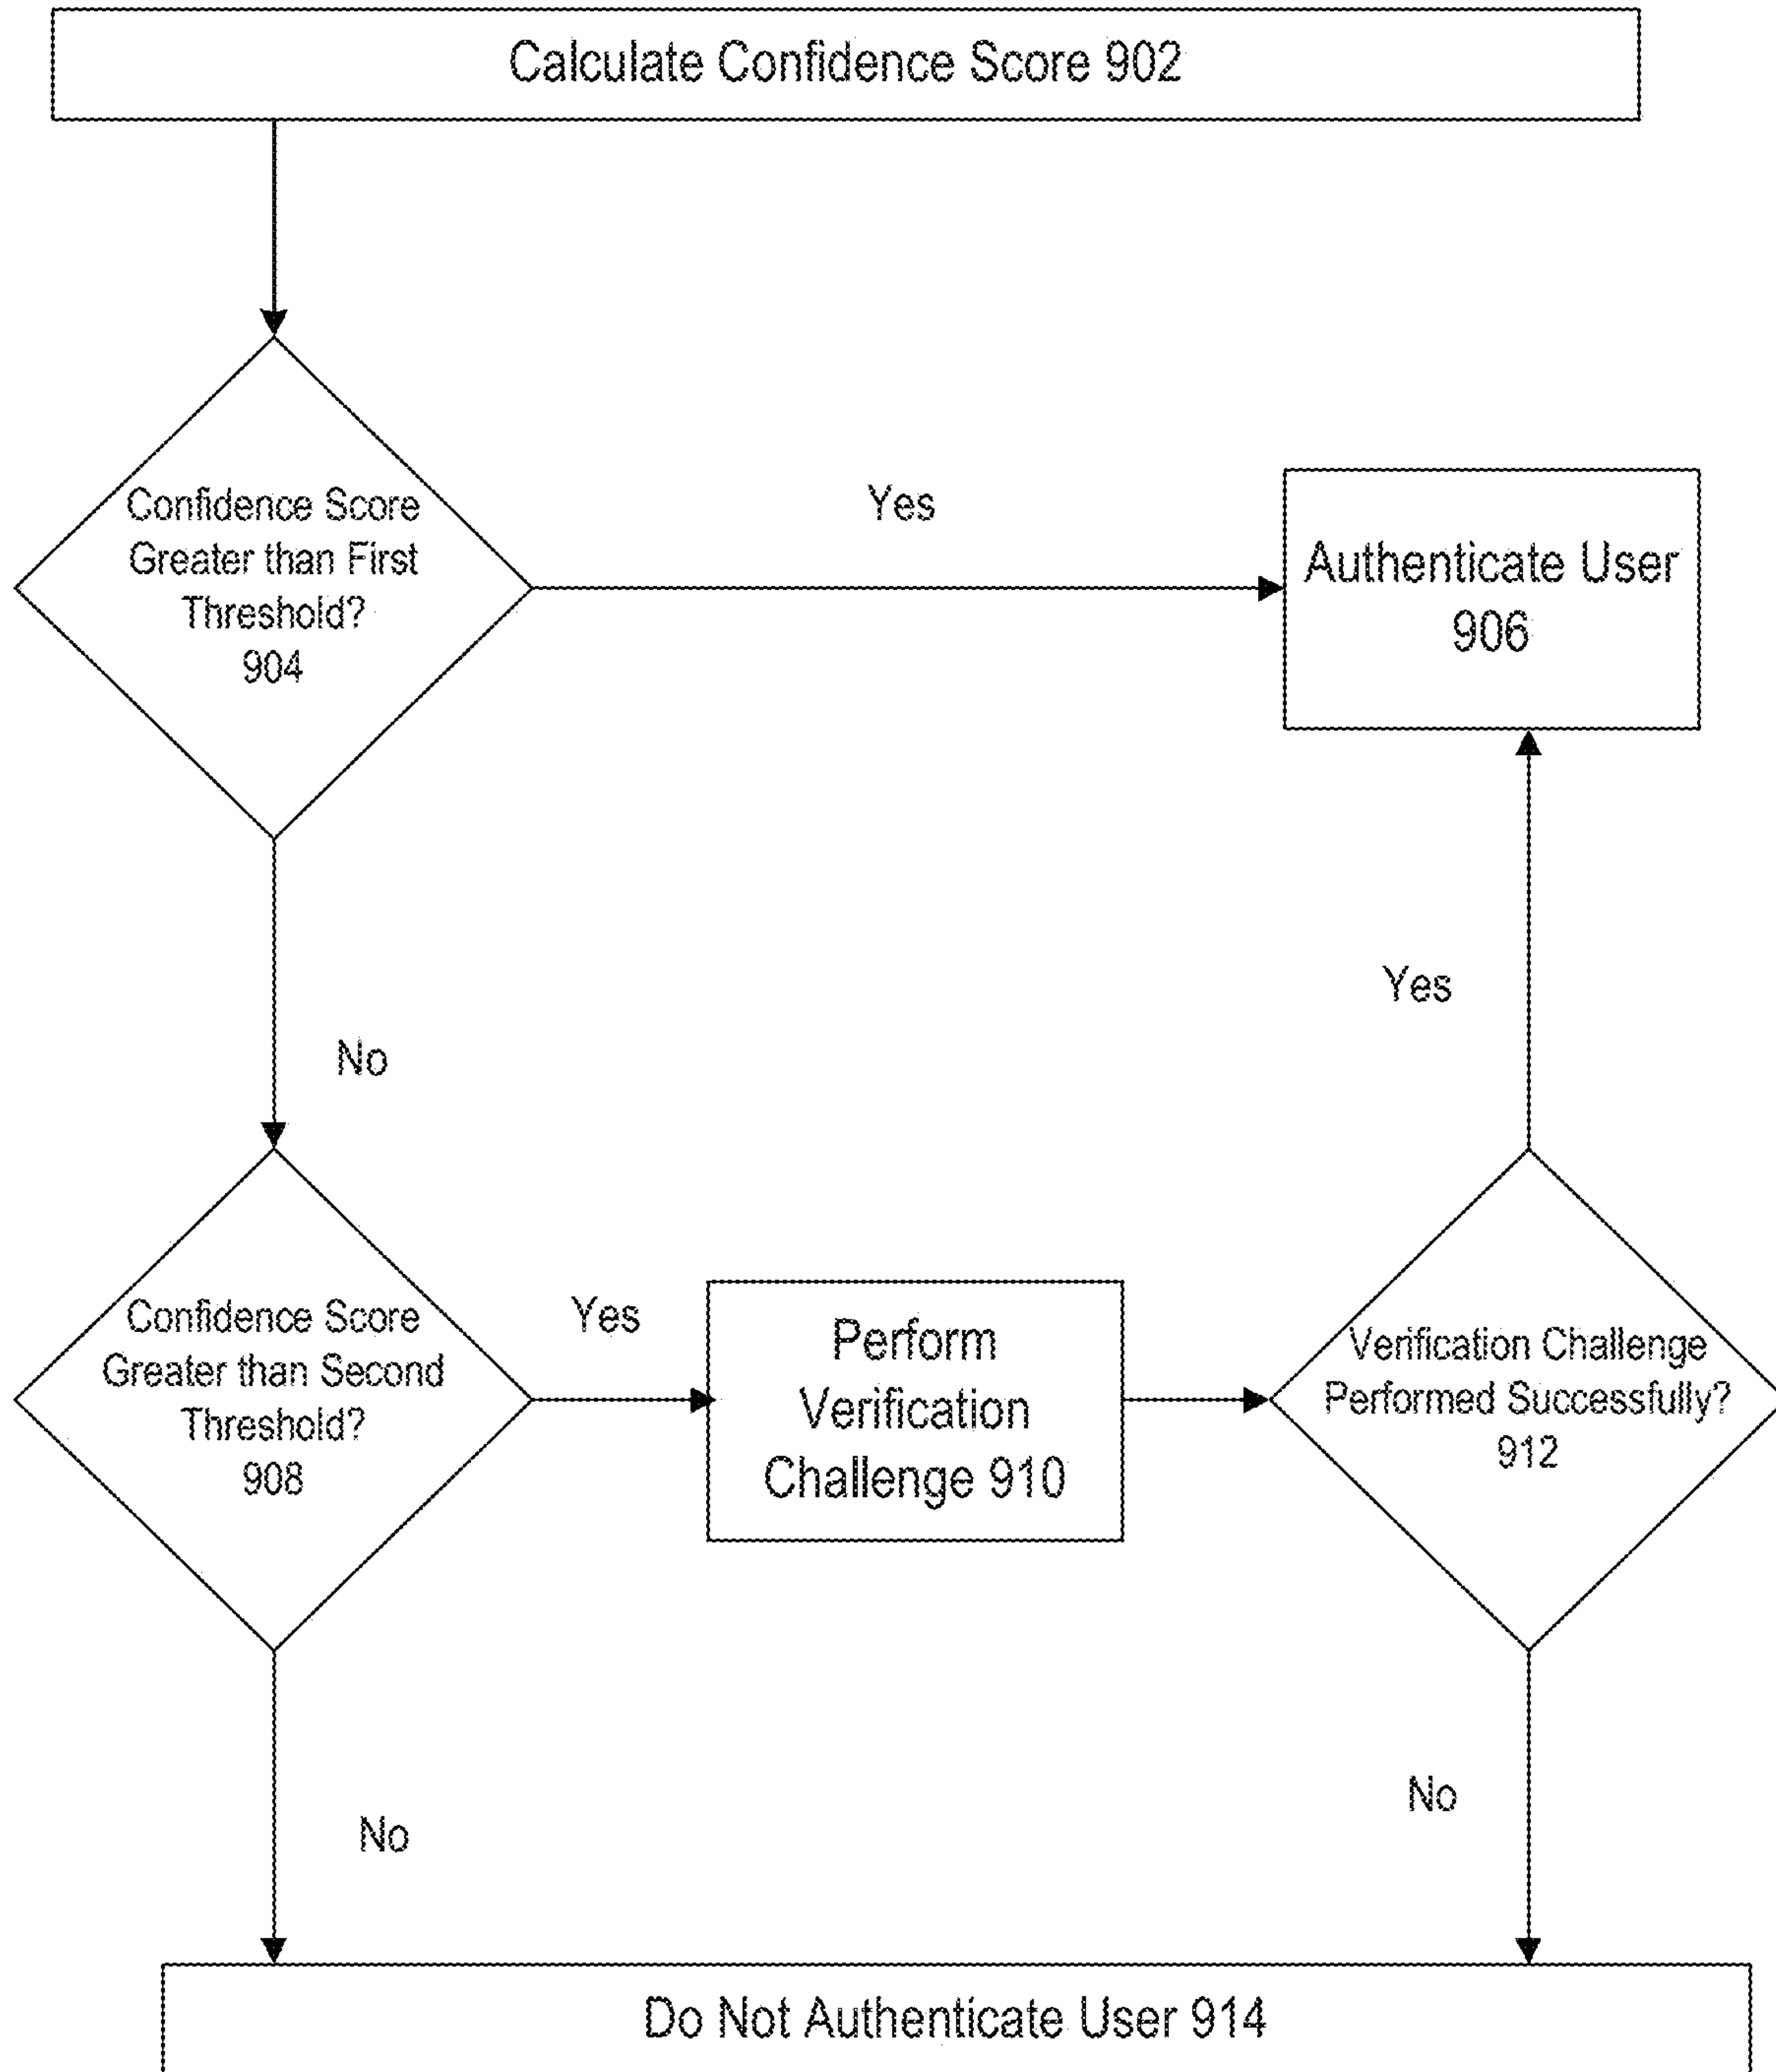 Calculate Confidence Score 902
Confidence Score
Greater than First
Threshold?
904
Yes
Authenticate User
906
No
Yes
Confidence Score
Greater than Second
Threshold?
908
Yes
Perform
Verification
Challenge 910
Verification Challenge
Performed Successfully?
912
No
No
Do Not Authenticate User 914